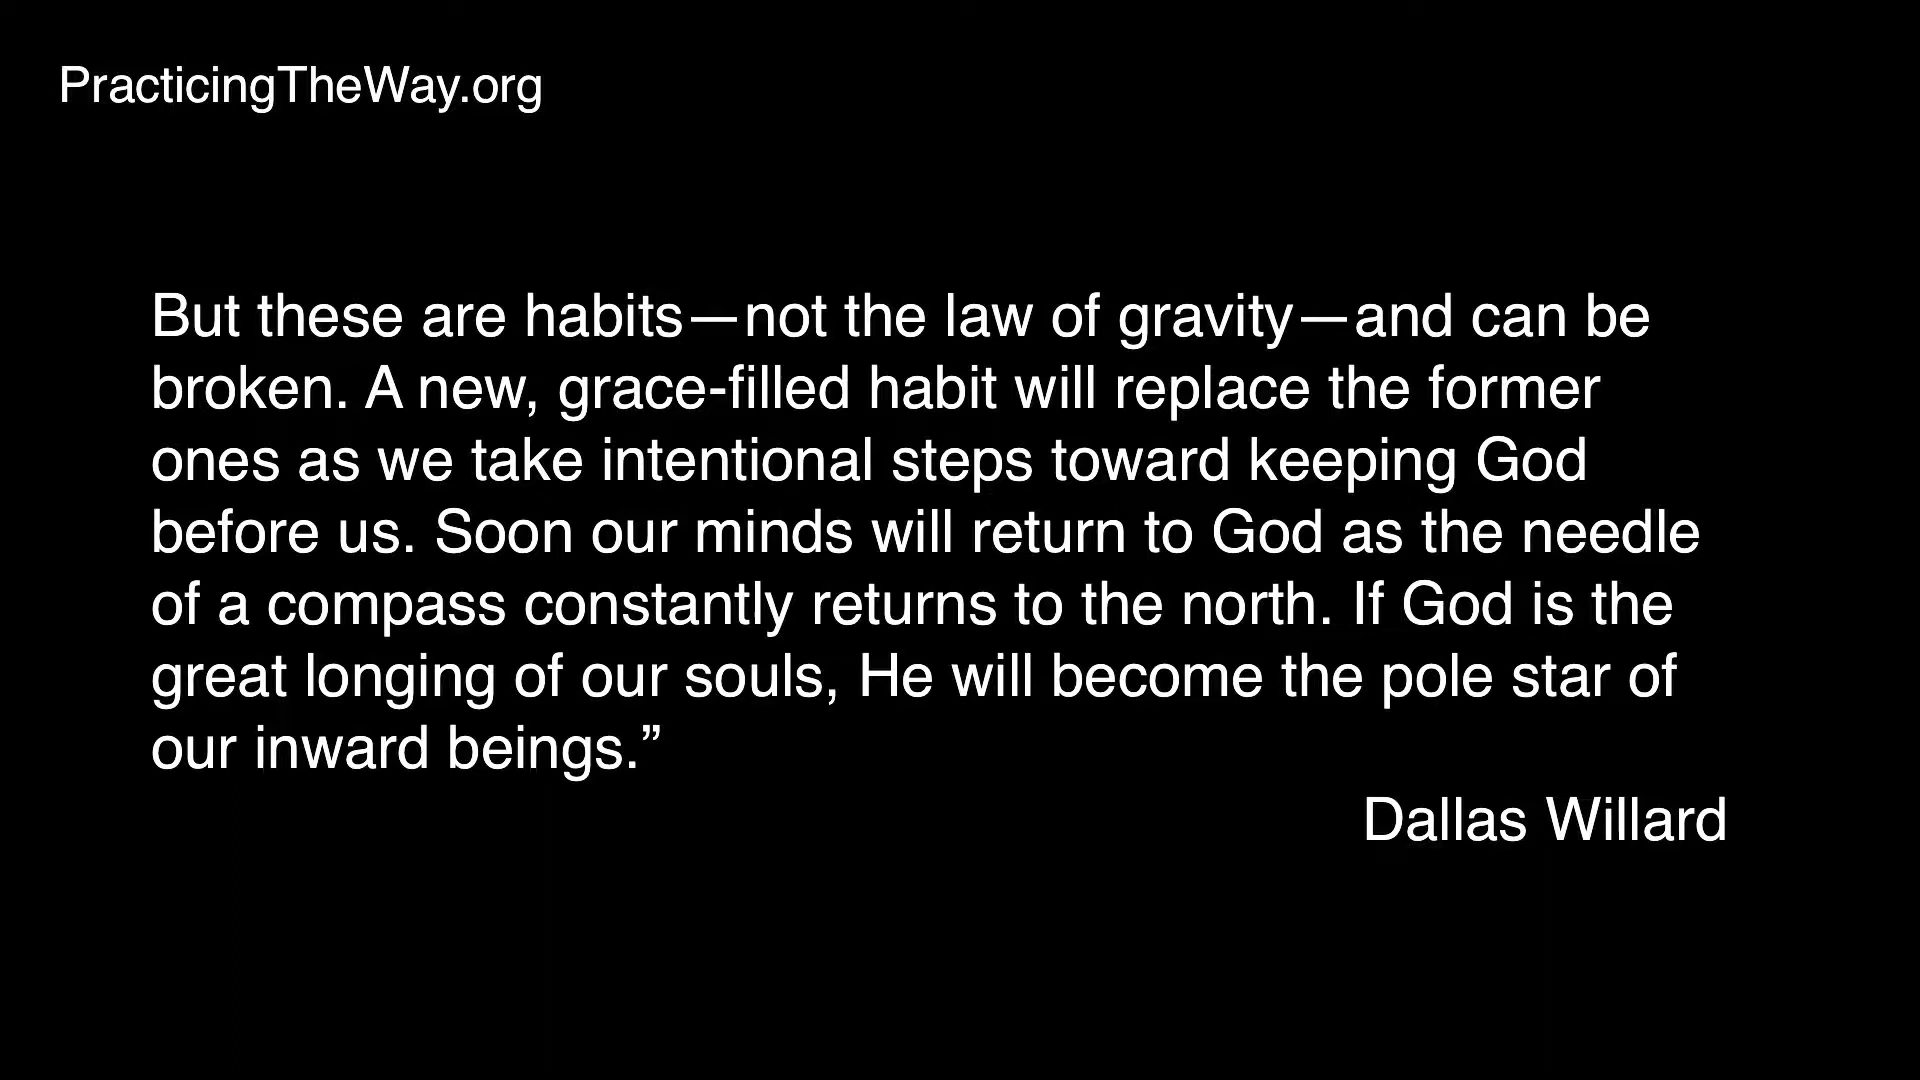 PracticingTheWay.org
But these are habits—not the law of gravity—and can be
broken. A new, grace-filled habit will replace the former
ones as we take intentional steps toward keeping God
before us. Soon our minds will return to God as the needle
of a compass constantly returns to the north. If God is the
great longing of our souls, He will become the pole star of
our inward beings.”
Dallas Willard